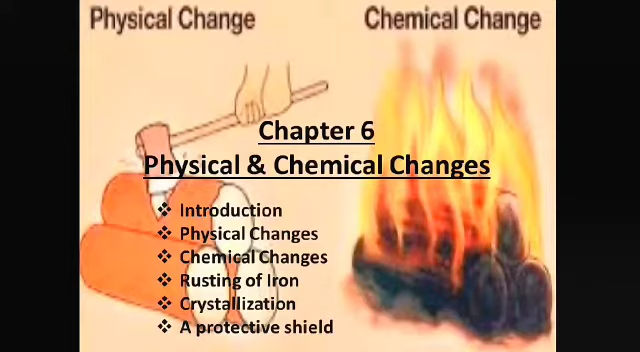 Physical Change
Chemical Change
Chapter 6
Physical & Chemical Changes
❖ Introduction
❖ Physical Changes
❖ Chemical Changes
❖ Rusting of Iron
❖ Crystallization
❖ A protective shield